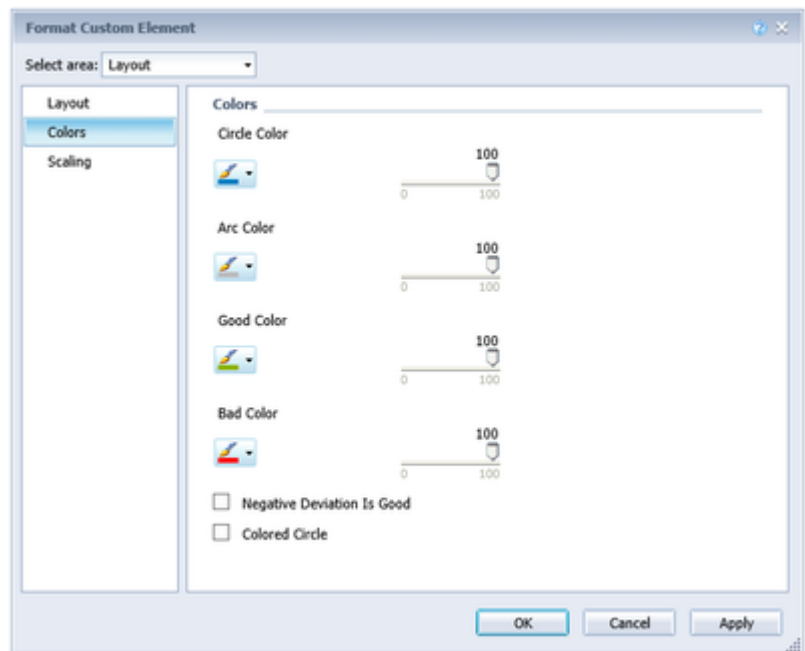 Format Custom Element
Select area: Layout
Layout
Colors
Scaling
Colors
Circle Color
100
0 100
Arc Color
100
0 100
Good Color
100
0 100
Bad Color
100
0 100
Negative Deviation Is Good
Colored Circle
OK Cancel Apply